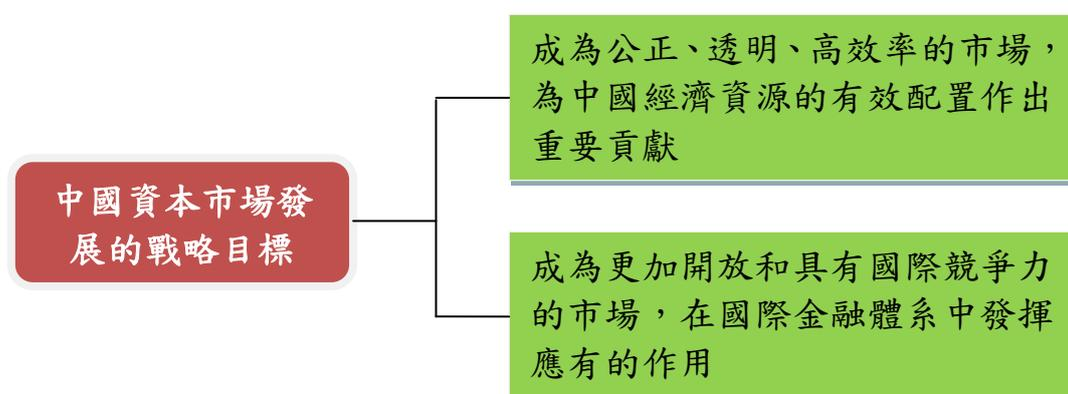 中國資本市場發
展的戰略目標
成為公正、透明、高效率的市場，
為中國經濟資源的有效配置作出
重要貢獻
成為更加開放和具有國際競爭力
的市場，在國際金融體系中發揮
應有的作用